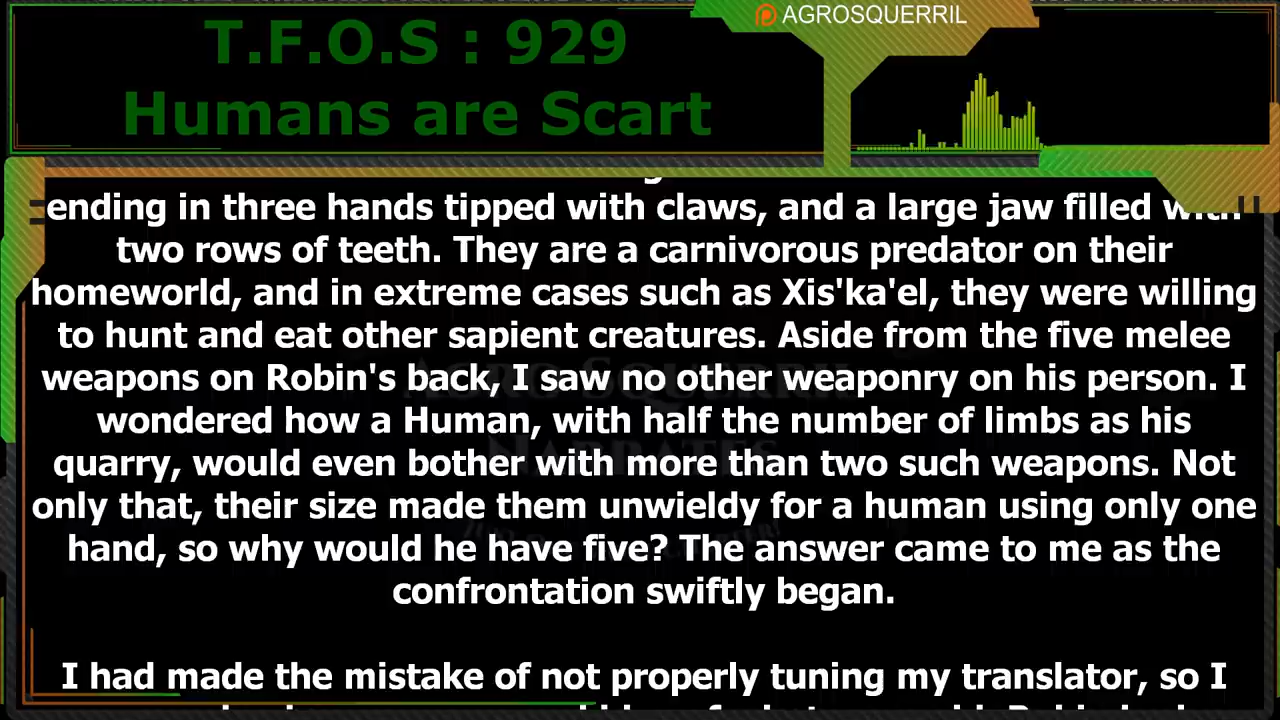 AGROSQUERRIL
T.F.O.S : 929
Humans are Scart
ending in three hands tipped with claws, and a large jaw filled with
two rows of teeth. They are a carnivorous predator on their
homeworld, and in extreme cases such as Xis'ka'el, they were willing
to hunt and eat other sapient creatures. Aside from the five melee
weapons on Robin's back, I saw no other weaponry on his person. I
wondered how a Human, with half the number of limbs as his
quarry, would even bother with more than two such weapons. Not
only that, their size made them unwieldy for a human using only one
hand, so why would he have five? The answer came to me as the
confrontation swiftly began.
I had made the mistake of not properly tuning my translator, so I